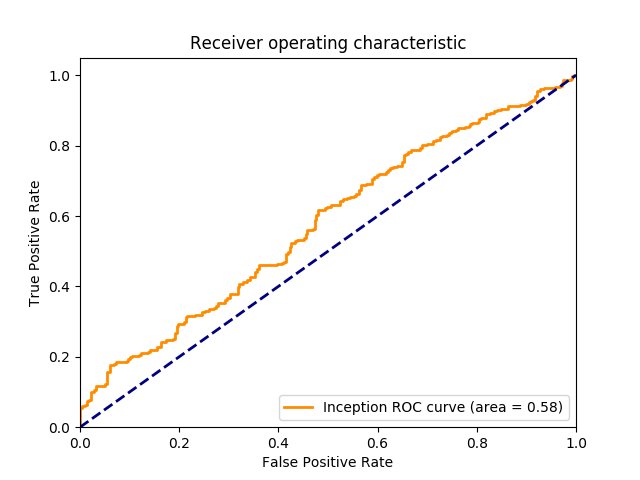 Receiver operating characteristic
True Positive Rate
1.0
0.8
0.6
0.4
0.2
0.0
Inception ROC curve (area = 0.58)
0.0 0.2 0.4 0.6 0.8 1.0
False Positive Rate